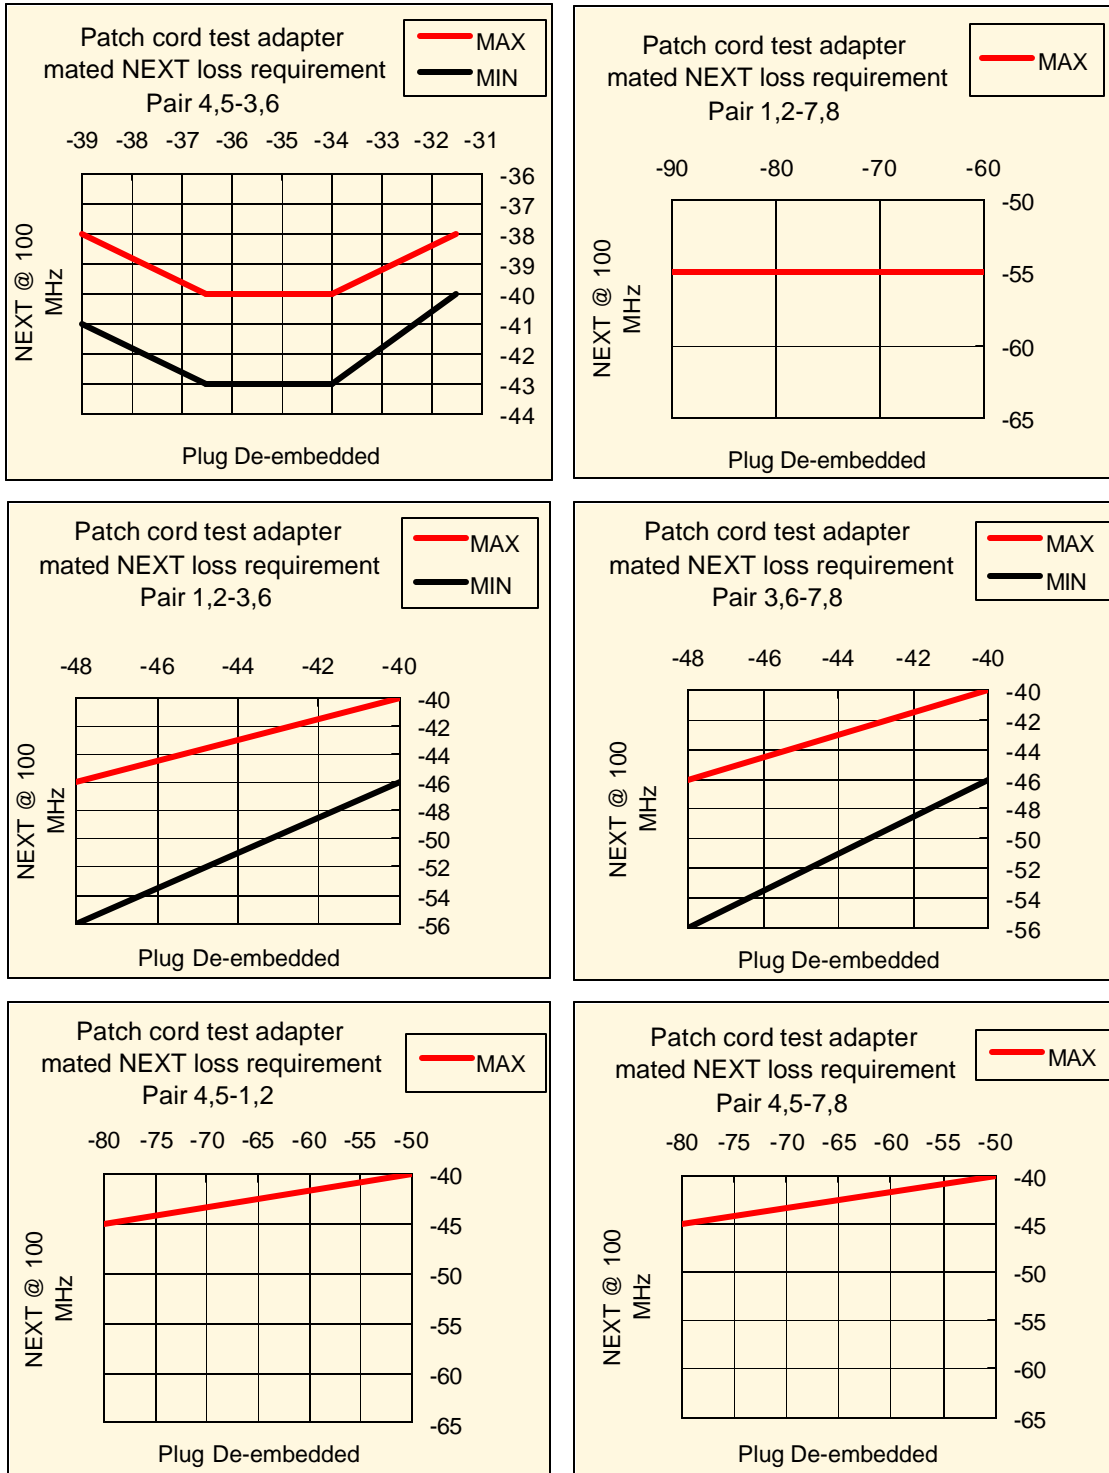 Patch cord test adapter
mated NEXT loss requirement
Pair 4,5-3,6
MAX
MIN
-39 -38 -37 -36 -35 -34 -33 -32 -31
-36
-37
-38
-39
-40
-41
-42
-43
-44
NEXT @ 100
MHz
Plug De-embedded
Patch cord test adapter
mated NEXT loss requirement
Pair 1,2-7,8
MAX
-90 -80 -70 -60
-50
-55
-60
-65
NEXT @ 100
MHz
Plug De-embedded
Patch cord test adapter
mated NEXT loss requirement
Pair 1,2-3,6
MAX
MIN
-48 -46 -44 -42 -40
-40
-42
-44
-46
-48
-50
-52
-54
-56
NEXT @ 100
MHz
Plug De-embedded
Patch cord test adapter
mated NEXT loss requirement
Pair 3,6-7,8
MAX
MIN
-48 -46 -44 -42 -40
-40
-42
-44
-46
-48
-50
-52
-54
-56
NEXT @ 100
MHz
Plug De-embedded
Patch cord test adapter
mated NEXT loss requirement
Pair 4,5-1,2
MAX
-80 -75 -70 -65 -60 -55 -50
-40
-45
-50
-55
-60
-65
NEXT @ 100
MHz
Plug De-embedded
Patch cord test adapter
mated NEXT loss requirement
Pair 4,5-7,8
MAX
-80 -75 -70 -65 -60 -55 -50
-40
-45
-50
-55
-60
-65
NEXT @ 100
MHz
Plug De-embedded